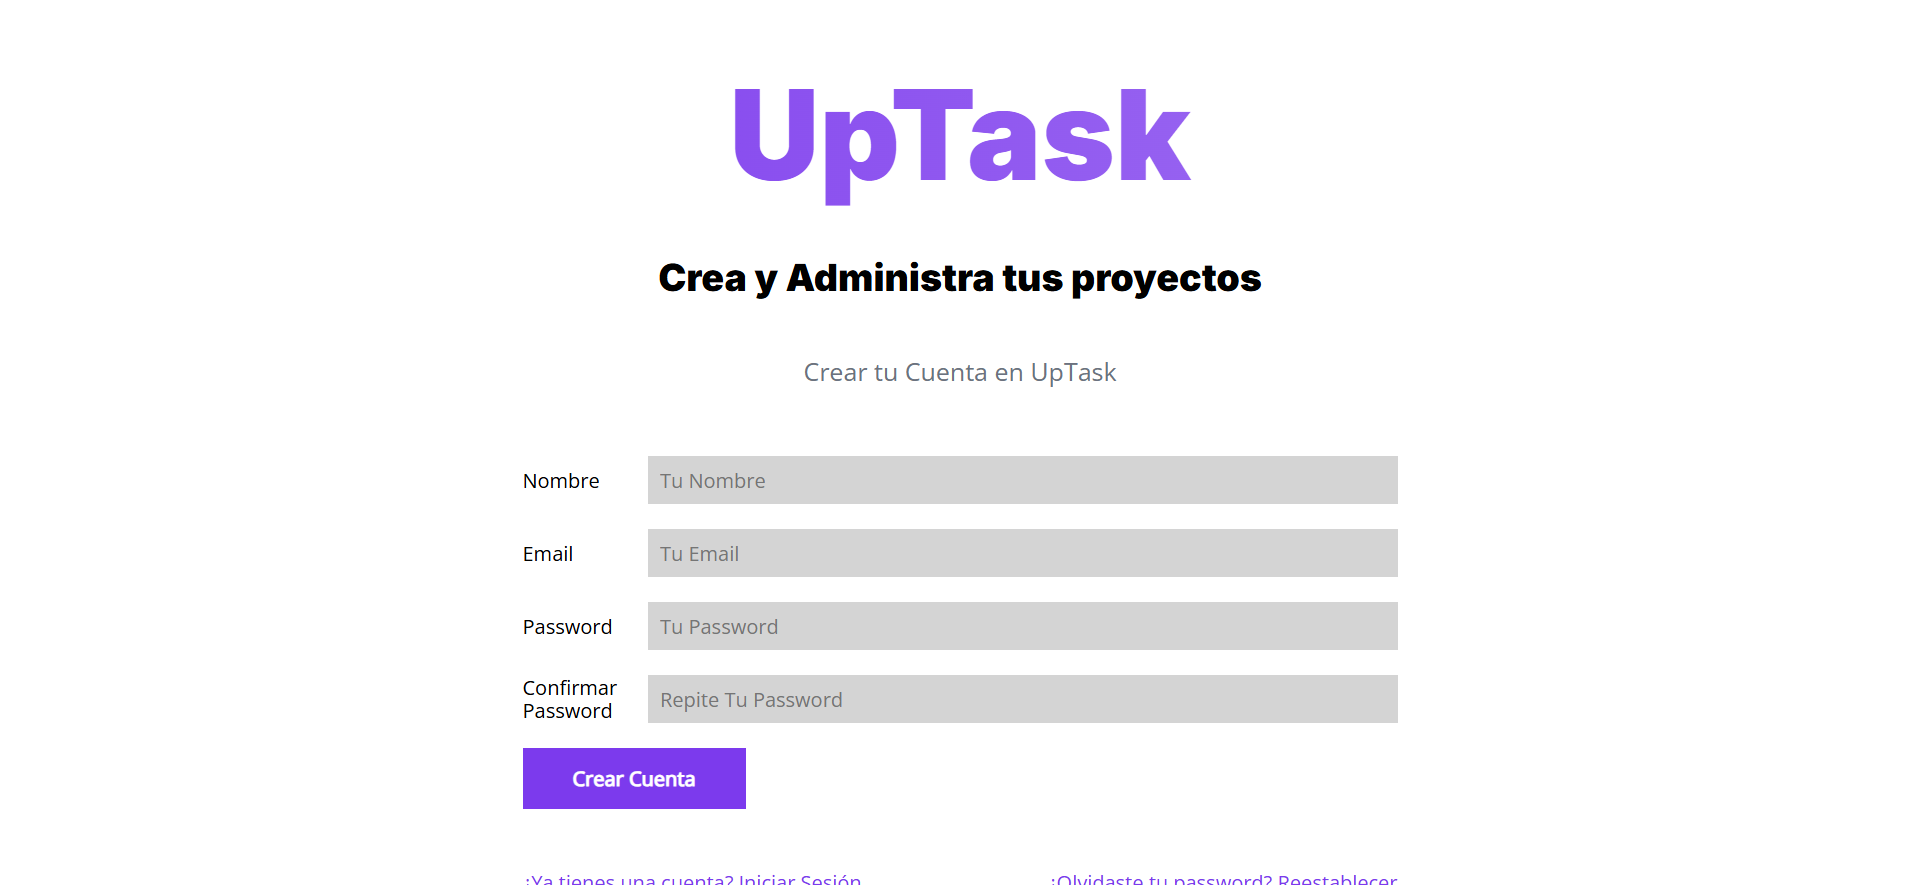 UpTask
Crea y Administra tus proyectos
Crear tu Cuenta en UpTask
Nombre
Tu Nombre
Email
Tu Email
Password
Tu Password
Confirmar
Password
Repite Tu Password
Crear Cuenta
¿Ya tienes una cuenta? Iniciar Sesión
¿Olvidaste tu password? Reestablecer